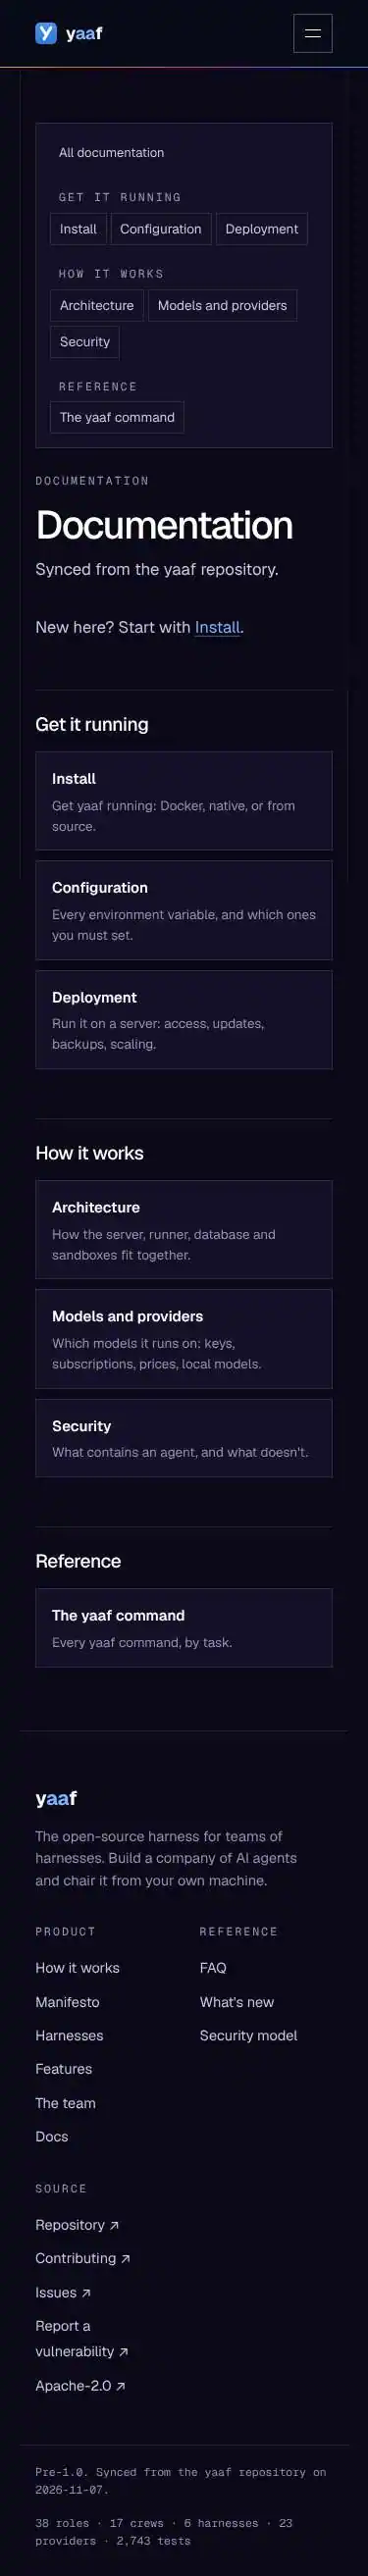 yaaf
All documentation
GET IT RUNNING
Install Configuration Deployment
HOW IT WORKS
Architecture Models and providers
Security
REFERENCE
The yaaf command
DOCUMENTATION
Documentation
Synced from the yaaf repository.
New here? Start with Install.
Get it running
Install
Get yaaf running: Docker, native, or from
source.
Configuration
Every environment variable, and which ones
you must set.
Deployment
Run it on a server: access, updates,
backups, scaling.
How it works
Architecture
How the server, runner, database and
sandboxes fit together.
Models and providers
Which models it runs on: keys,
subscriptions, prices, local models.
Security
What contains an agent, and what doesn't.
Reference
The yaaf command
Every yaaf command, by task.
yaaf
The open-source harness for teams of
harnesses. Build a company of AI agents
and chair it from your own machine.
PRODUCT
How it works
Manifesto
Harnesses
Features
The team
Docs
REFERENCE
FAQ
What's new
Security model
SOURCE
Repository ↗
Contributing ↗
Issues ↗
Report a
vulnerability ↗
Apache-2.0 ↗
Pre-1.0. Synced from the yaaf repository on
2026-11-07.
38 roles · 17 crews · 6 harnesses · 23
providers · 2,743 tests